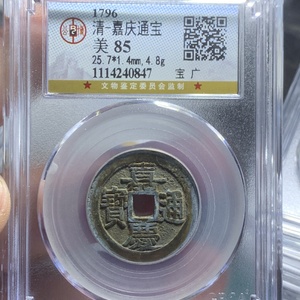 1796
清-嘉庆通宝
美 85
25.7*1.4mm,4.8g
1114240847 宝 广
★ 文物鉴定委员会监制 ★
嘉慶通寶